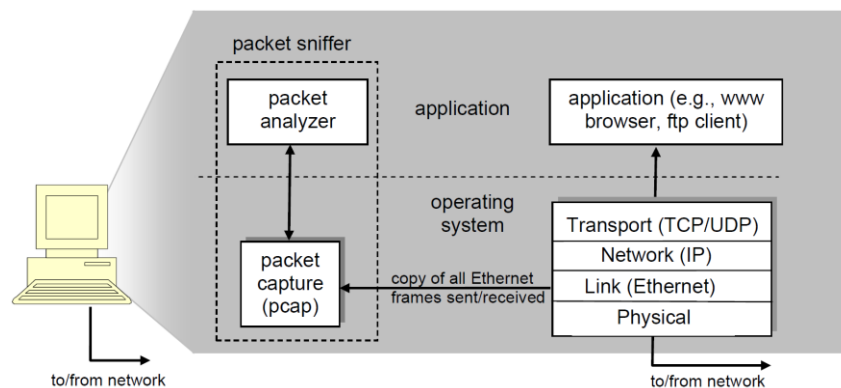 packet sniffer
packet
analyzer
application
application (e.g., www
browser, ftp client)
operating
system
packet
capture
(pcap)
copy of all Ethernet
frames sent/received
Transport (TCP/UDP)
Network (IP)
Link (Ethernet)
Physical
to/from network
to/from network